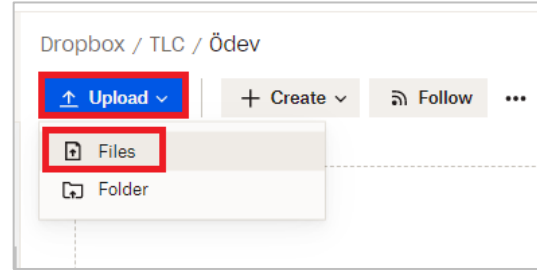 Dropbox / TLC / Ödev
Upload + Create Follow ...
Files
Folder